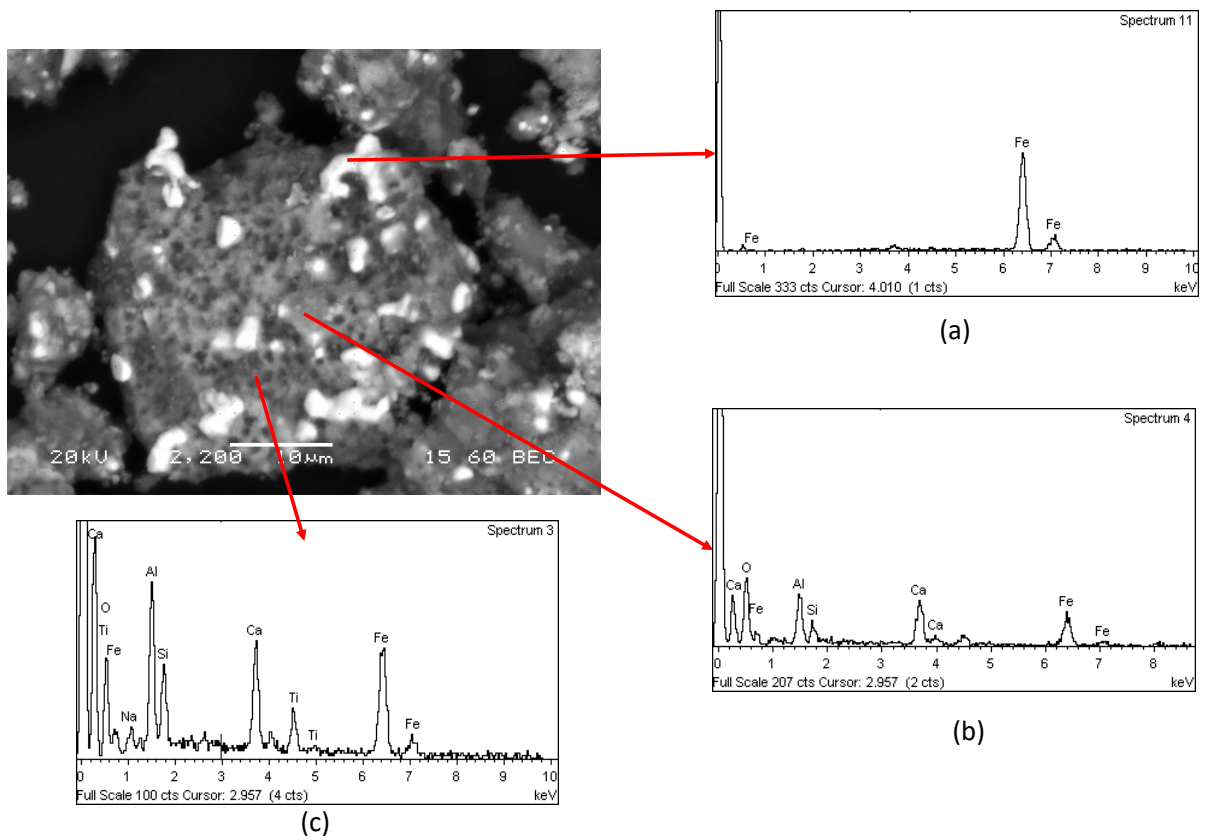 Spectrum 11
Fe
Fe
Fe
0 1 2 3 4 5 6 7 8 9 10
Full Scale 333 cts Cursor: 4.010 (1 cts) keV
(a)
20kV 2,200 10µm 15 60 BEC
Spectrum 4
O
Ca
Al
Ca
Fe
Fe
Si
Ca
Fe
0 1 2 3 4 5 6 7 8
Full Scale 207 cts Cursor: 2.957 (2 cts) keV
(b)
Spectrum 3
Ca
Al
O
Ca
Fe
Ti
Fe
Si
Ti
Na
Ti
Fe
0 1 2 3 4 5 6 7 8 9 10
Full Scale 100 cts Cursor: 2.957 (4 cts) keV
(c)